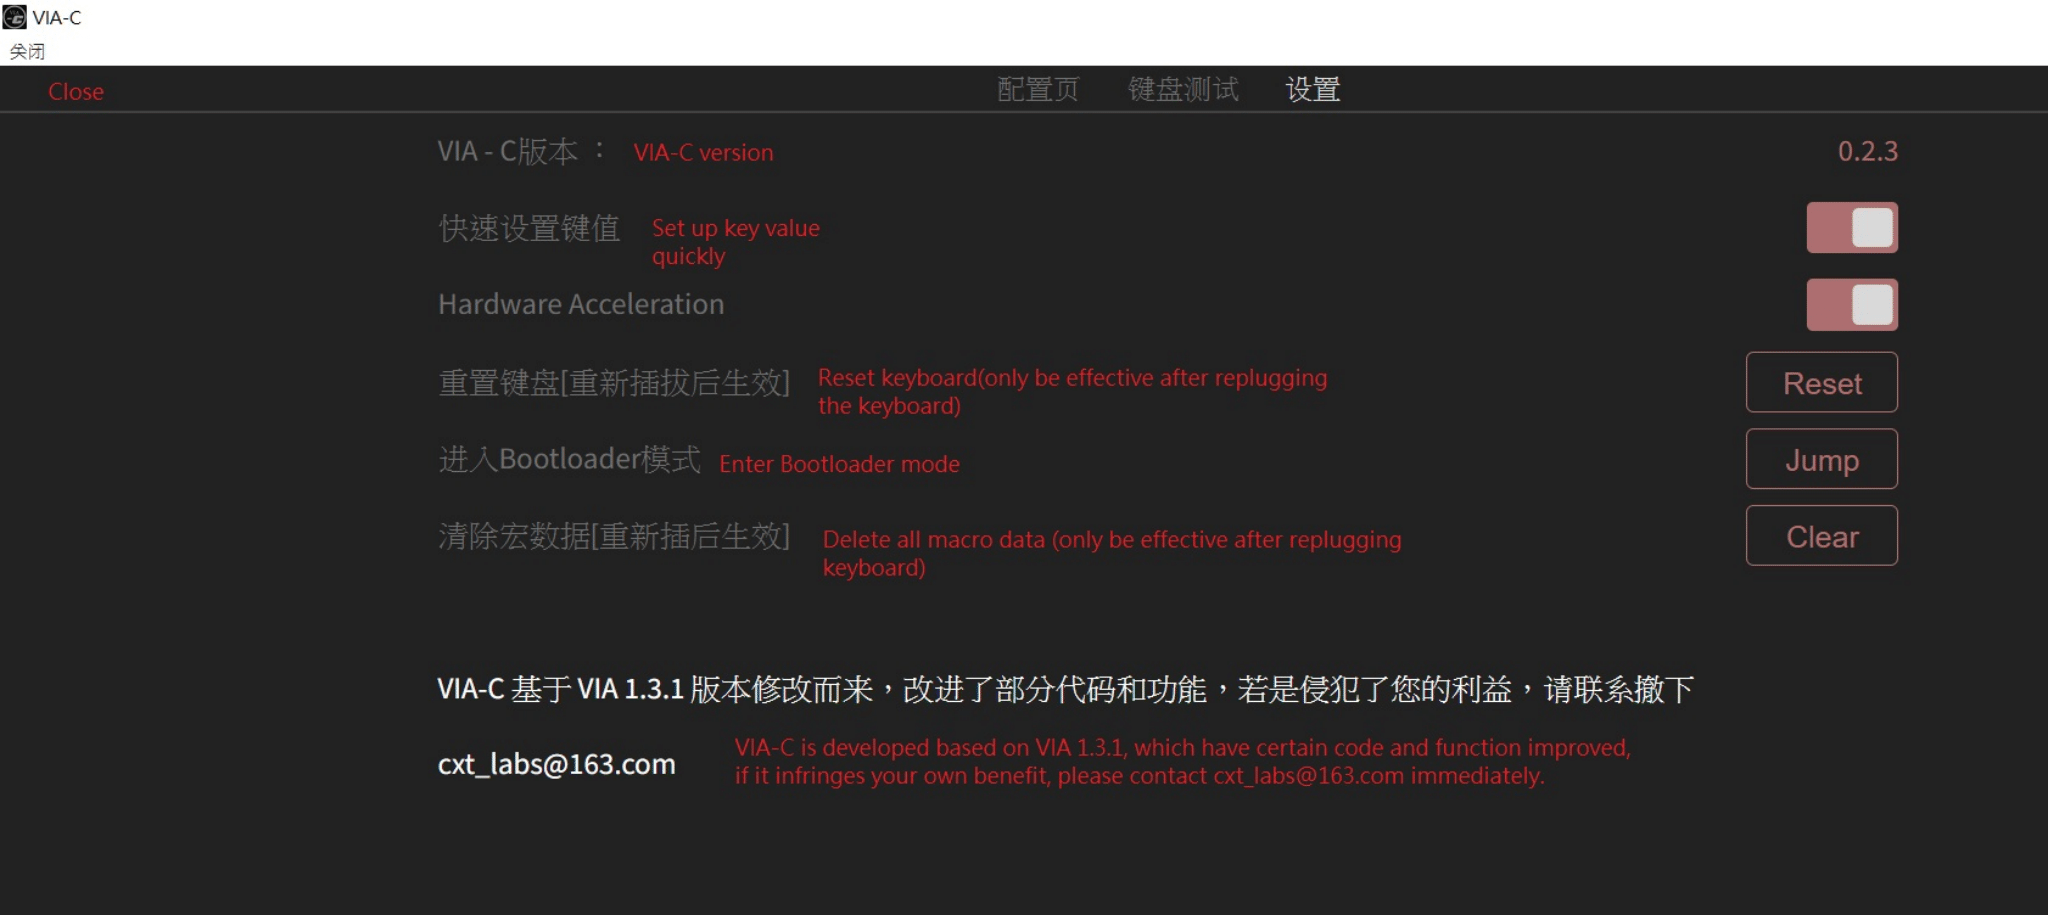 VIA-C
关闭
Close
配置页 键盘测试 设置
VIA - C版本 ： VIA-C version 0.2.3
快速设置键值 Set up key value
quickly
Hardware Acceleration
重置键盘[重新插拔后生效] Reset keyboard(only be effective after replugging
the keyboard)
Reset
进入Bootloader模式 Enter Bootloader mode
Jump
清除宏数据[重新插后生效] Delete all macro data (only be effective after replugging
keyboard)
Clear
VIA-C 基于 VIA 1.3.1 版本修改而来，改进了部分代码和功能，若是侵犯了您的利益，请联系撤下
cxt_labs@163.com
VIA-C is developed based on VIA 1.3.1, which have certain code and function improved,
if it infringes your own benefit, please contact cxt_labs@163.com immediately.